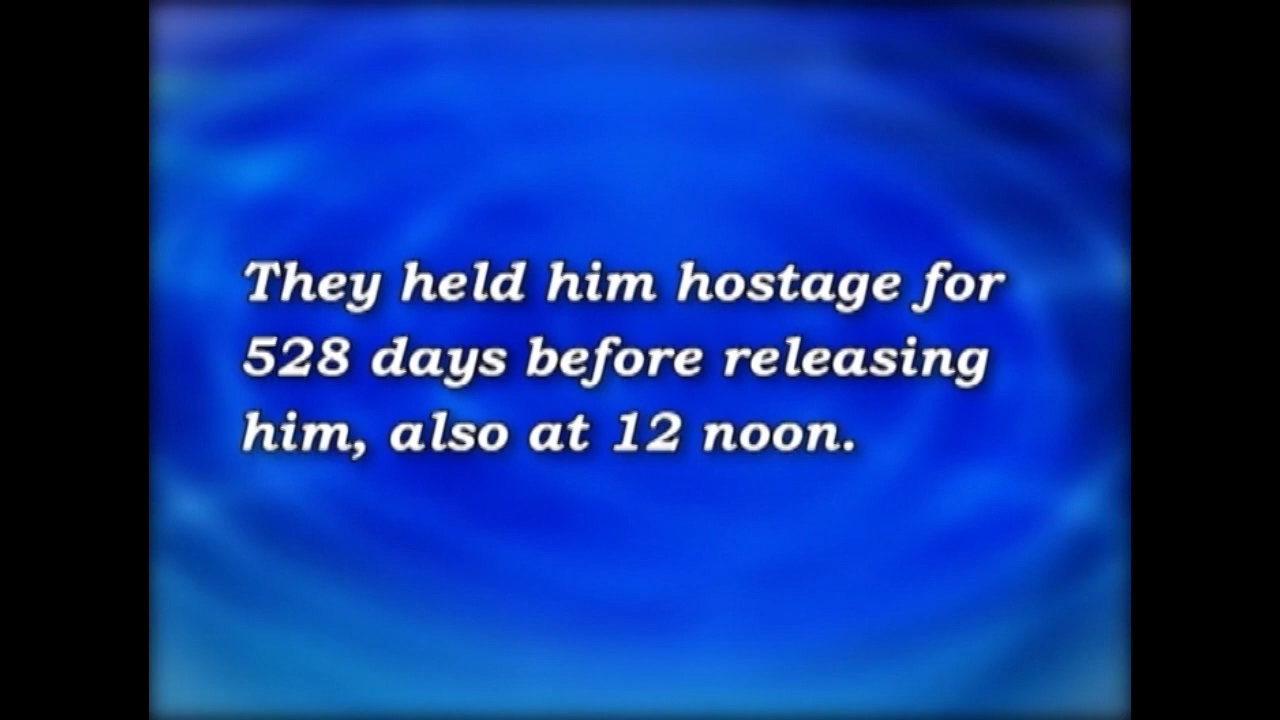 They held him hostage for
528 days before releasing
him, also at 12 noon.